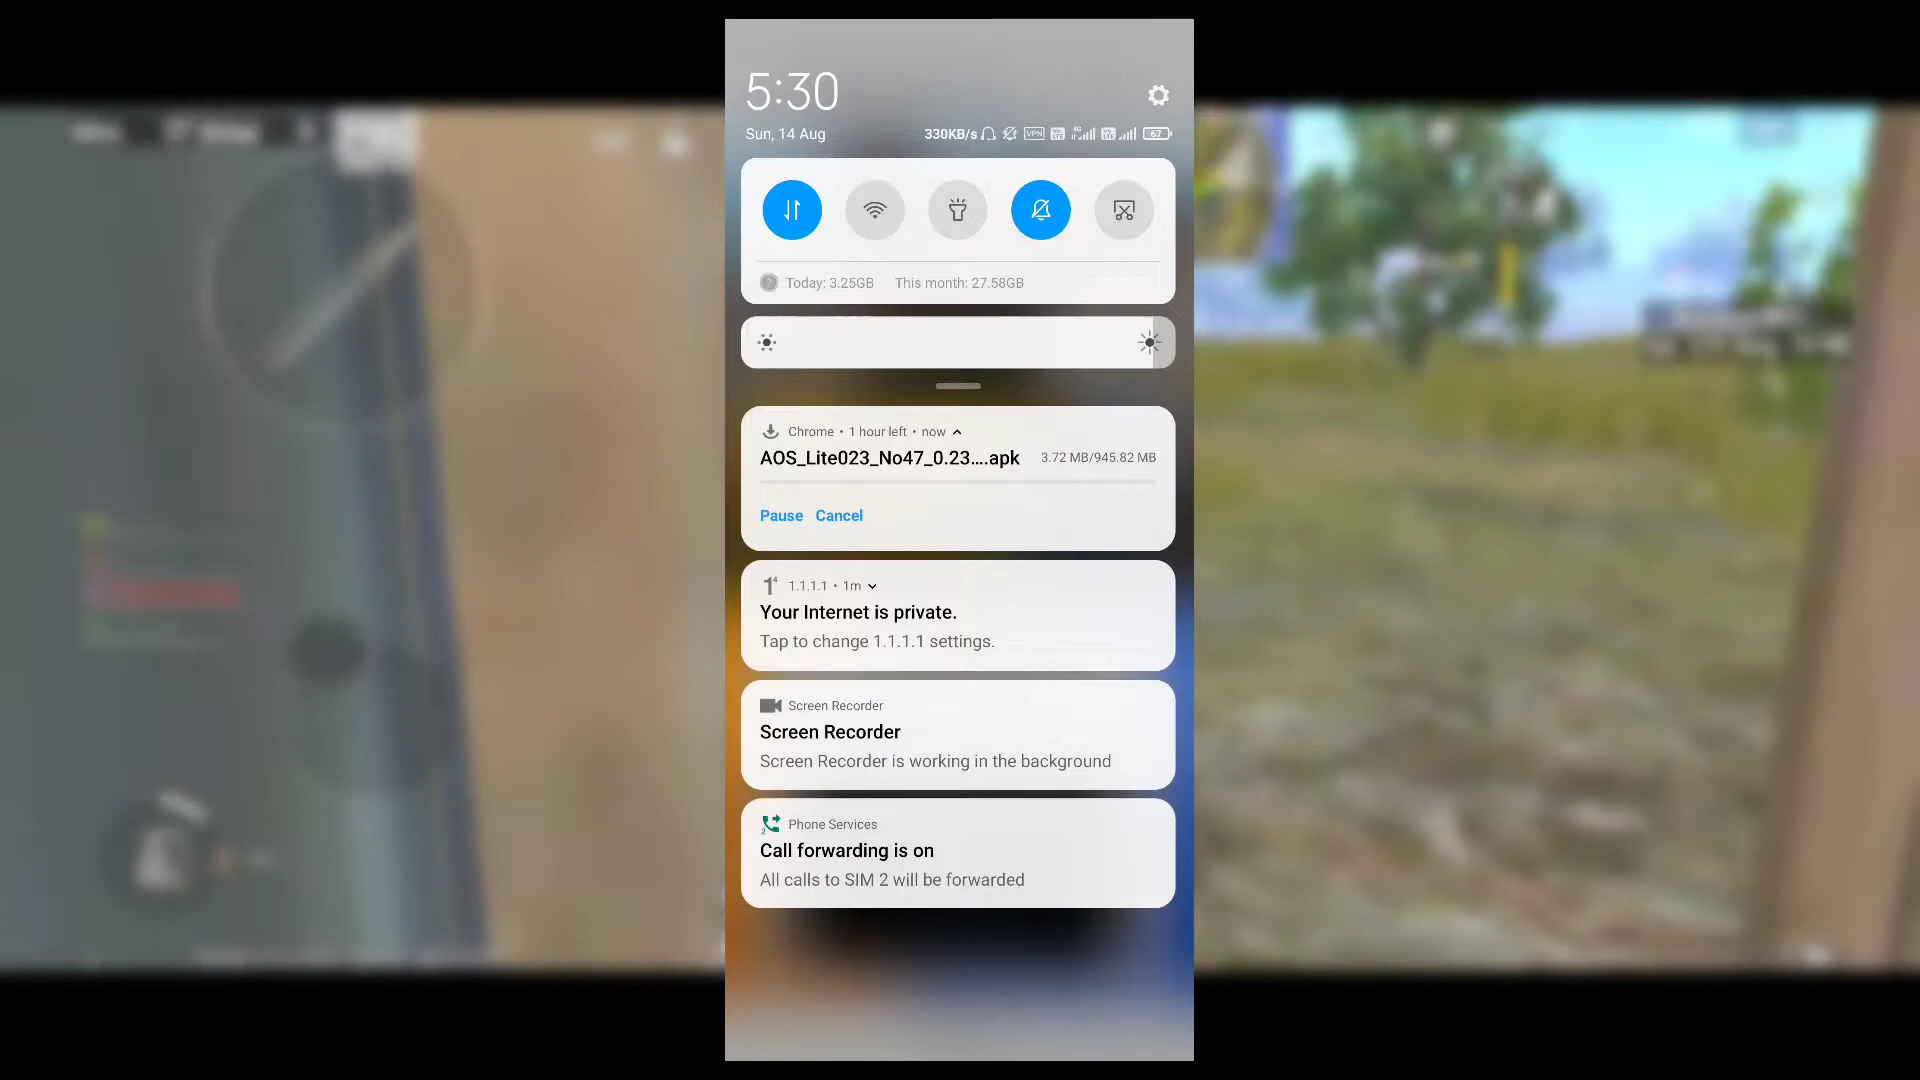 5:30
Sun, 14 Aug
330KB/s VPN 4G 67
Today: 3.25GB This month: 27.58GB
Chrome • 1 hour left • now
AOS_Lite023_No47_0.23....apk 3.72 MB/945.82 MB
Pause Cancel
1.1.1.1 • 1m
Your Internet is private.
Tap to change 1.1.1.1 settings.
Screen Recorder
Screen Recorder
Screen Recorder is working in the background
Phone Services
Call forwarding is on
All calls to SIM 2 will be forwarded